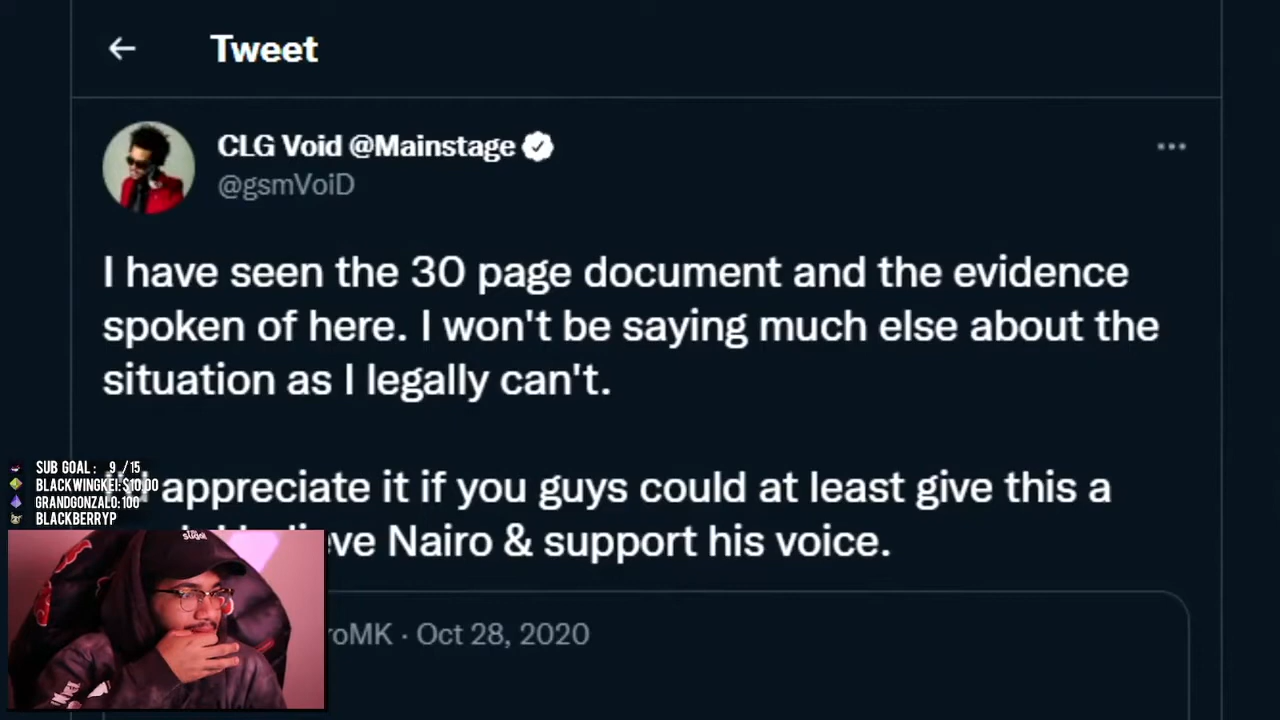 Tweet
CLG Void @Mainstage
@gsmVoiD
I have seen the 30 page document and the evidence
spoken of here. I won't be saying much else about the
situation as I legally can't.
appreciate it if you guys could at least give this a
Nairo & support his voice.
roMK · Oct 28, 2020
SUB GOAL: 9 /15
BLACKWINGKEI:$10.00
GRANDGONZALO:100
BLACKBERRYP